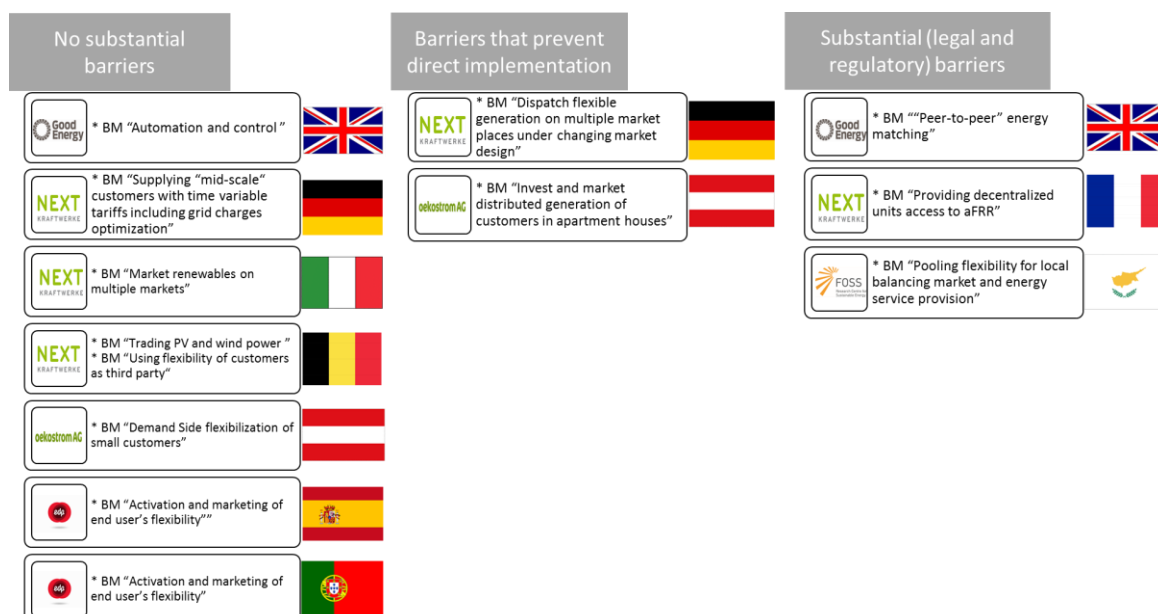 No substantial
barriers
Good
Energy
* BM “Automation and control ”
NEXT
KRAFTWERKE
* BM “Supplying “mid-scale“
customers with time variable
tariffs including grid charges
optimization”
NEXT
KRAFTWERKE
* BM “Market renewables on
multiple markets”
NEXT
KRAFTWERKE
* BM “Trading PV and wind power ”
* BM “Using flexibility of customers
as third party“
oekostromAG
* BM “Demand Side flexibilization of
small customers”
edp
* BM “Activation and marketing of
end user’s flexibility””
edp
* BM “Activation and marketing of
end user’s flexibility”
Barriers that prevent
direct implementation
NEXT
KRAFTWERKE
* BM “Dispatch flexible
generation on multiple market
places under changing market
design”
oekostromAG
* BM “Invest and market
distributed generation of
customers in apartment houses”
Substantial (legal and
regulatory) barriers
Good
Energy
* BM ““Peer-to-peer” energy
matching”
NEXT
KRAFTWERKE
* BM “Providing decentralized
units access to aFRR”
FOSS
* BM “Pooling flexibility for local
balancing market and energy
service provision”